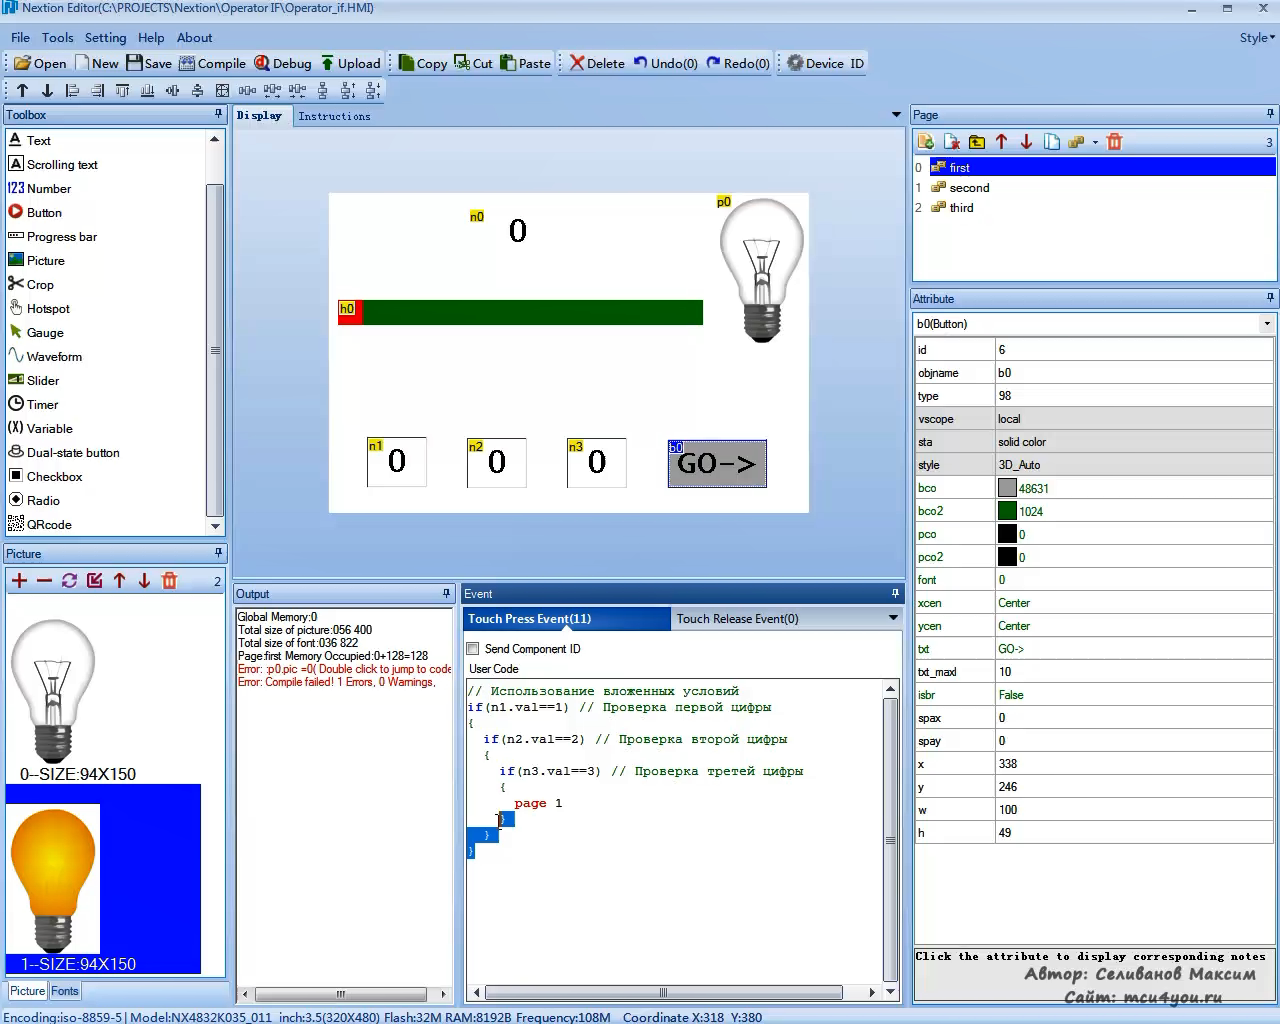 Nextion Editor(C:\PROJECTS\Nextion\Operator IF\Operator_if.HMI)
File Tools Setting Help About Style
Open New Save Compile Debug Upload Copy Cut Paste Delete Undo(0) Redo(0) Device ID
Toolbox
Text
Scrolling text
123 Number
Button
Progress bar
Picture
Crop
Hotspot
Gauge
Waveform
Slider
Timer
(X) Variable
Dual-state button
Checkbox
Radio
QRcode
Picture
2
0--SIZE:94X150
1--SIZE:94X150
Picture Fonts
Display Instructions
n0
0
p0
h0
n1
0
n2
0
n3
0
b0
GO->
Output
Global Memory:0
Total size of picture:056 400
Total size of font:036 822
Page:first Memory Occupied:0+128=128
Error: :p0.pic =0( Double click to jump to code
Error: Compile failed! 1 Errors, 0 Warnings,
Event
Touch Press Event(11) Touch Release Event(0)
Send Component ID
User Code
// Использование вложенных условий
if(n1.val==1) // Проверка первой цифры
{
if(n2.val==2) // Проверка второй цифры
{
if(n3.val==3) // Проверка третей цифры
{
page 1
}
}
}
Page
3
0 first
1 second
2 third
Attribute
b0(Button)
id 6
objname b0
type 98
vscope local
sta solid color
style 3D_Auto
bco 48631
bco2 1024
pco 0
pco2 0
font 0
xcen Center
ycen Center
txt GO->
txt_maxl 10
isbr False
spax 0
spay 0
x 338
y 246
w 100
h 49
Click the attribute to display corresponding notes
Автор: Селиванов Максим
Сайт: mcu4you.ru
Encoding:iso-8859-5 Model:NX4832K035_011 inch:3.5(320X480) Flash:32M RAM:8192B Frequency:108M Coordinate X:318 Y:380